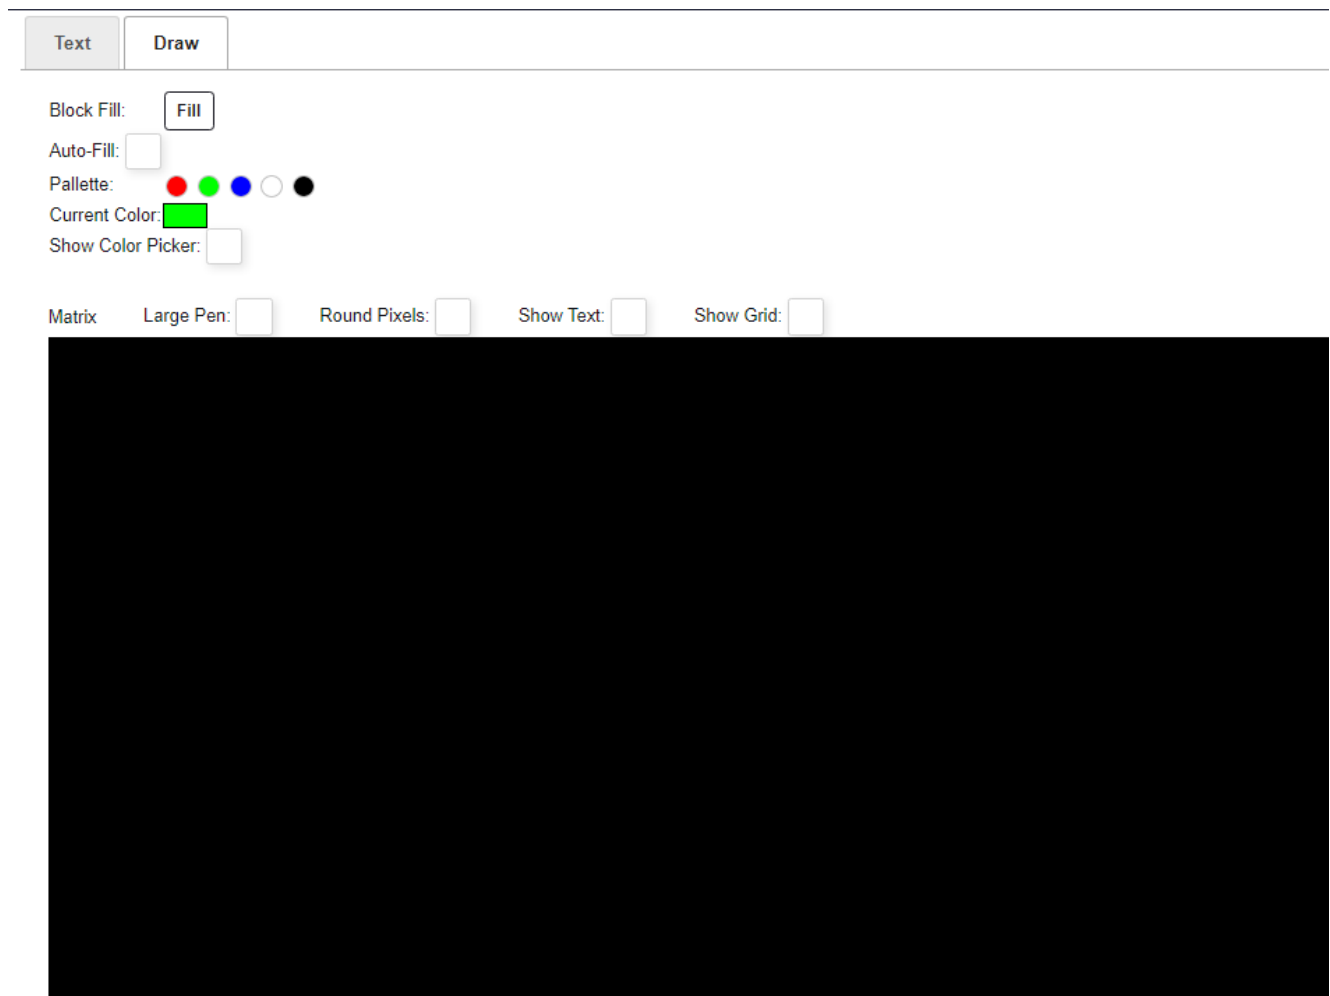 Text Draw
Block Fill: Fill
Auto-Fill:
Pallette:
Current Color:
Show Color Picker:
Matrix Large Pen: Round Pixels: Show Text: Show Grid: